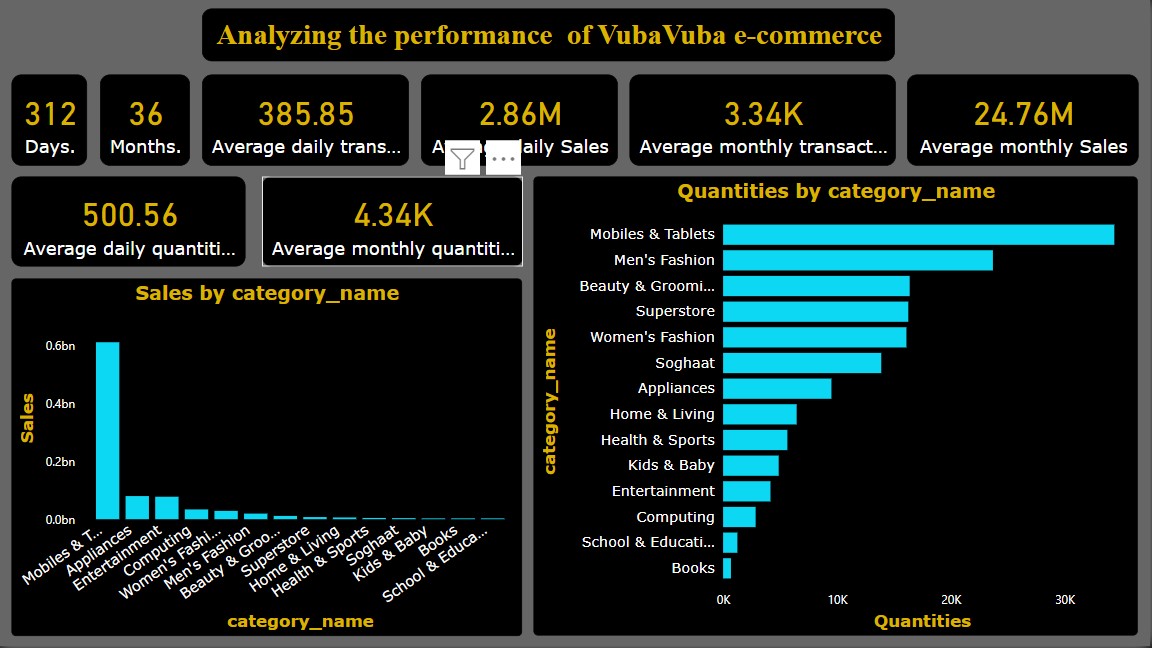 Analyzing the performance of VubaVuba e-commerce
312
Days.
36
Months.
385.85
Average daily trans...
2.86M
daily Sales
3.34K
Average monthly transact...
24.76M
Average monthly Sales
500.56
Average daily quantiti...
4.34K
Average monthly quantiti...
Sales by category_name
Sales
0.6bn
0.4bn
0.2bn
0.0bn
Mobiles & T...
Appliances
Entertainment
Computing
Women's Fashi...
Men's Fashion
Beauty & Groo...
Superstore
Home & Living
Health & Sports
Soghaat
Kids & Baby
Books
School & Educa...
category_name
Quantities by category_name
category_name
Mobiles & Tablets
Men's Fashion
Beauty & Groomi...
Superstore
Women's Fashion
Soghaat
Appliances
Home & Living
Health & Sports
Kids & Baby
Entertainment
Computing
School & Educati...
Books
0K
10K
20K
30K
Quantities